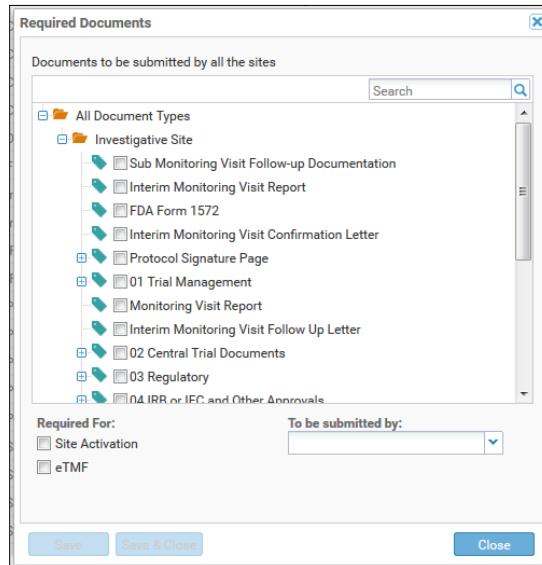 Required Documents
Documents to be submitted by all the sites
Search
All Document Types
Investigative Site
Sub Monitoring Visit Follow-up Documentation
Interim Monitoring Visit Report
FDA Form 1572
Interim Monitoring Visit Confirmation Letter
Protocol Signature Page
01 Trial Management
Monitoring Visit Report
Interim Monitoring Visit Follow Up Letter
02 Central Trial Documents
03 Regulatory
04 IRB or IEC and Other Approvals
Required For: To be submitted by:
Site Activation
eTMF
Save Save & Close Close